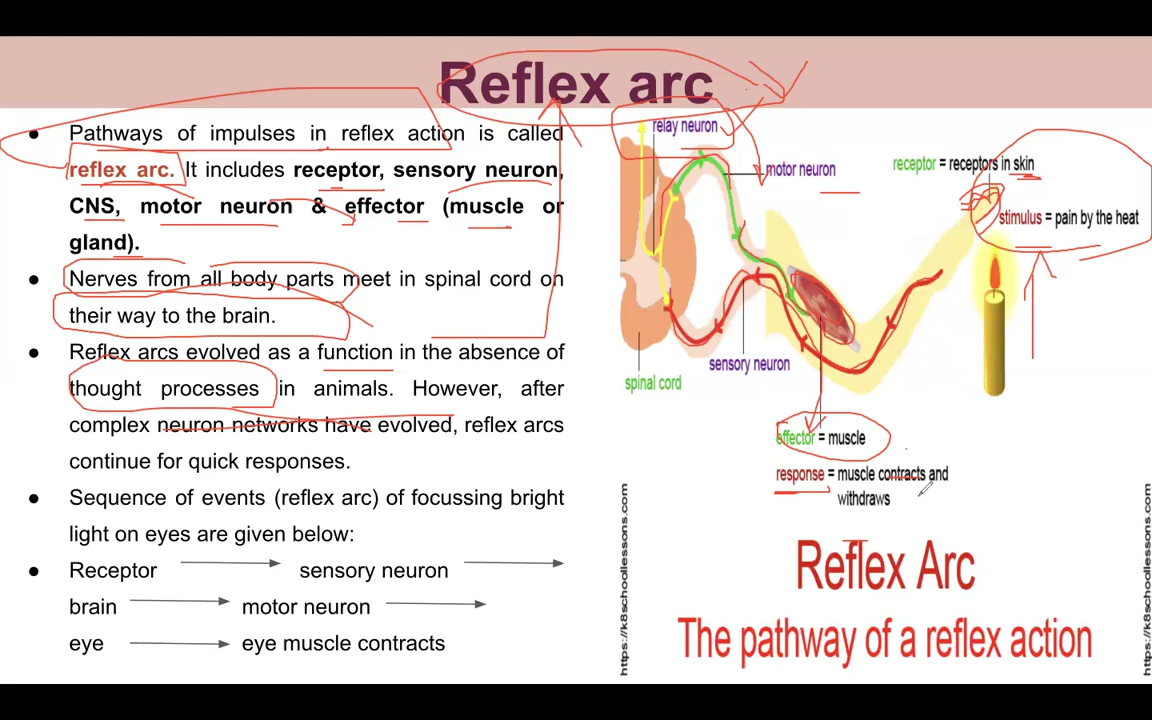 Reflex arc
● Pathways of impulses in reflex action is called
reflex arc. It includes receptor, sensory neuron,
CNS, motor neuron & effector (muscle or
gland).
● Nerves from all body parts meet in spinal cord on
their way to the brain.
● Reflex arcs evolved as a function in the absence of
thought processes in animals. However, after
complex neuron networks have evolved, reflex arcs
continue for quick responses.
● Sequence of events (reflex arc) of focussing bright
light on eyes are given below:
● Receptor sensory neuron
brain motor neuron
eye eye muscle contracts
relay neuron
motor neuron
receptor = receptors in skin
stimulus = pain by the heat
sensory neuron
spinal cord
effector = muscle
response = muscle contracts and
withdraws
Reflex Arc
The pathway of a reflex action
https://k8schoollessons.com/
https://k8schoollessons.com/